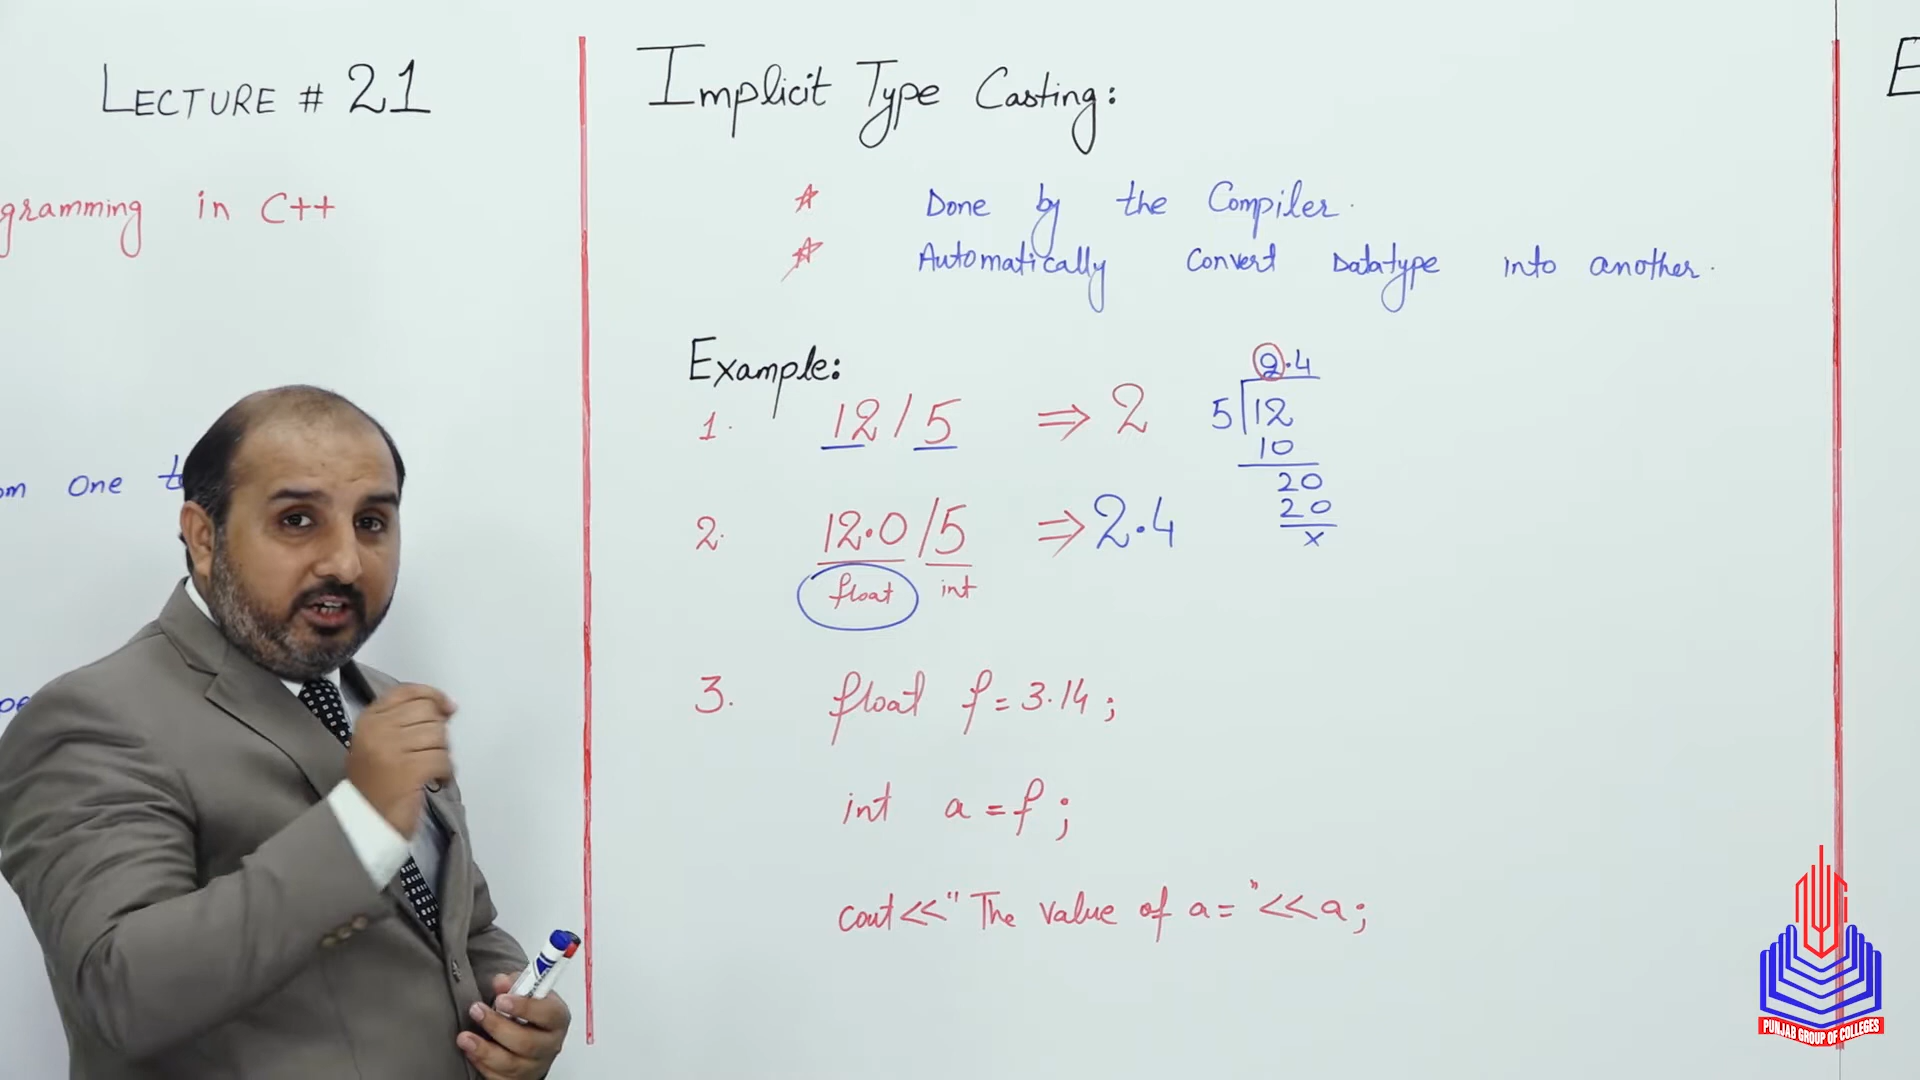 LECTURE # 21
gramming in C++
om One
Implicit Type Casting:
☆ Done by the Compiler.
☆ Automatically Convert Datatype into another.
Example:
1. 12 / 5 ⇒ 2
2.4
5 12
10
20
20
x
2. 12.0 / 5 ⇒ 2.4
float int
3. float f = 3.14 ;
int a = f ;
cout << " The value of a = " << a ;
E
PUNJAB GROUP OF COLLEGES